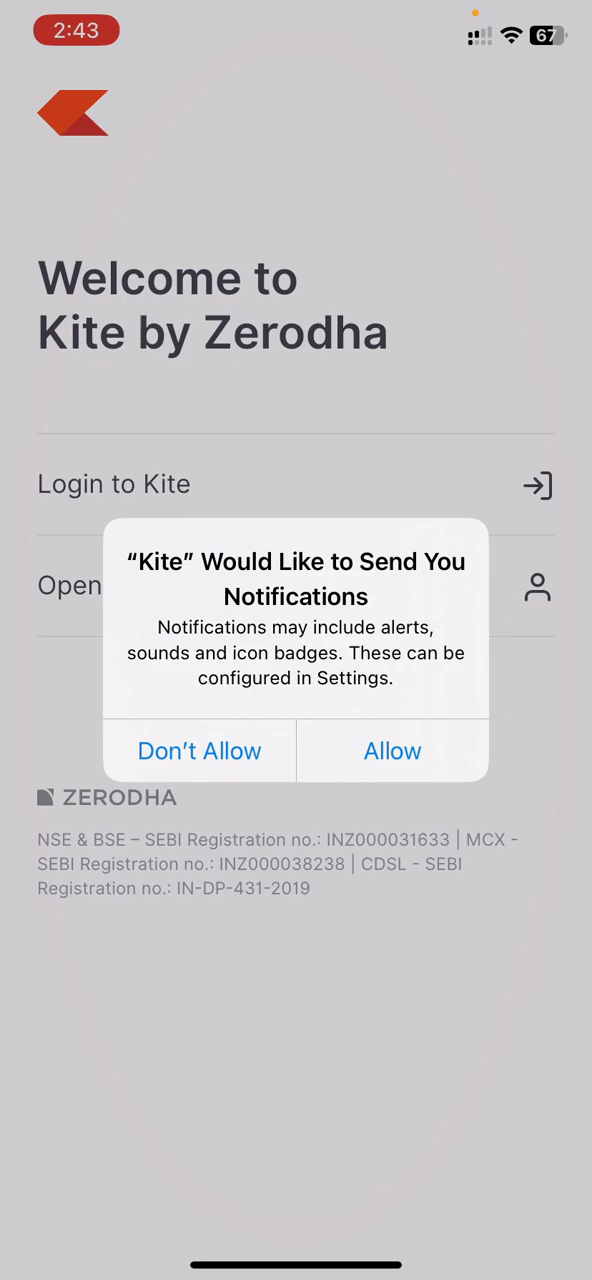 2:43
67
Welcome to
Kite by Zerodha
Login to Kite
Open
“Kite” Would Like to Send You
Notifications
Notifications may include alerts,
sounds and icon badges. These can be
configured in Settings.
Don’t Allow
Allow
ZERODHA
NSE & BSE – SEBI Registration no.: INZ000031633 | MCX -
SEBI Registration no.: INZ000038238 | CDSL - SEBI
Registration no.: IN-DP-431-2019